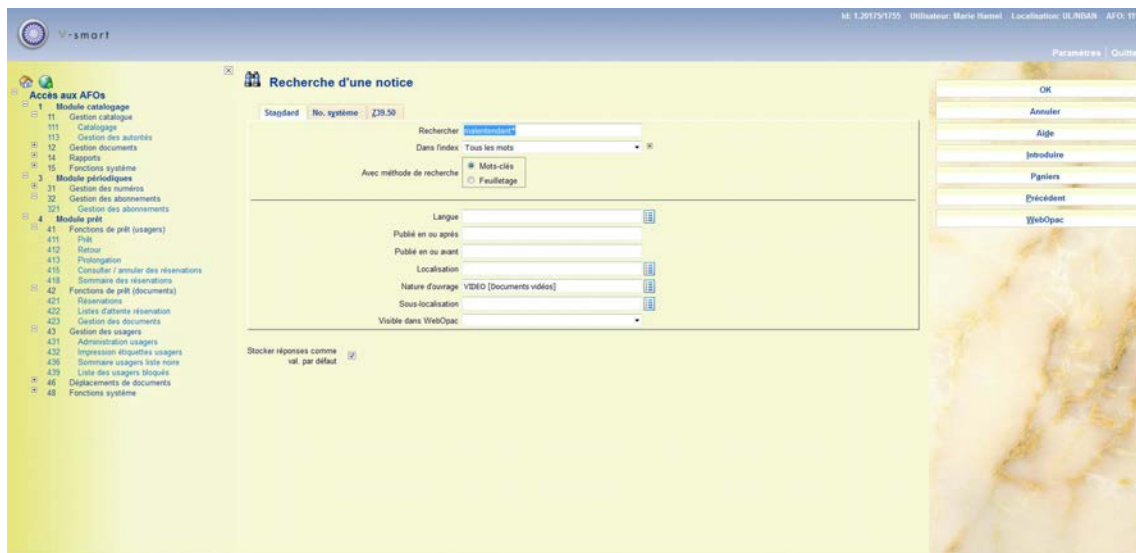 Id: 1.20175/1755 Utilisateur: Marie Hamel Localisation: UL/NDAN AFO: 11
V-smart
Paramètres Quitte
Recherche d'une notice
Accès aux AFOs
1 Module catalogage
11 Gestion catalogue
111 Catalogage
113 Gestion des autorités
12 Gestion documents
14 Rapports
15 Fonctions système
3 Module périodiques
31 Gestion des numéros
32 Gestion des abonnements
321 Gestion des abonnements
4 Module prêt
41 Fonctions de prêt (usagers)
411 Prêt
412 Retour
413 Prolongation
415 Consulter / annuler des réservations
418 Sommaire des réservations
42 Fonctions de prêt (documents)
421 Réservations
422 Listes d'attente réservation
423 Gestion des documents
43 Gestion des usagers
431 Administration usagers
432 Impression étiquettes usagers
436 Sommaire usagers liste noire
439 Liste des usagers bloqués
46 Déplacements de documents
48 Fonctions système
Standard No. système Z39.50
Rechercher malentendant*
Dans l'index Tous les mots
Avec méthode de recherche
Mots-clés
Feuilletage
Langue
Publié en ou après
Publié en ou avant
Localisation
Nature d'ouvrage VIDEO [Documents vidéos]
Sous-localisation
Visible dans WebOpac
Stocker réponses comme
val. par défaut
OK
Annuler
Aide
Introduire
Paniers
Précédent
WebOpac